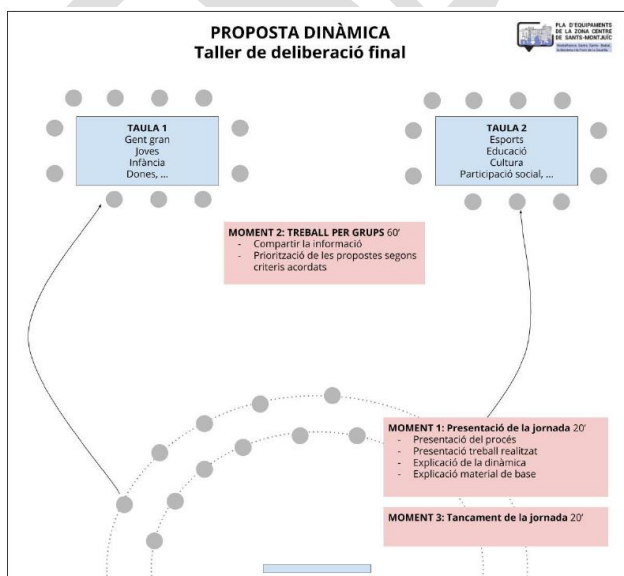 PROPOSTA DINÀMICA
Taller de deliberació final
PLA D'EQUIPAMENTS
DE LA ZONA CENTRE
DE SANTS-MONTJUÏC
TAULA 1
Gent gran
Joves
Infància
Dones, ...
TAULA 2
Esports
Educació
Cultura
Participació social, ...
MOMENT 2: TREBALL PER GRUPS 60'
- Compartir la informació
- Priorització de les propostes segons
criteris acordats
MOMENT 1: Presentació de la jornada 20'
- Presentació del procés
- Presentació treball realitzat
- Explicació de la dinàmica
- Explicació material de base
MOMENT 3: Tancament de la jornada 20'